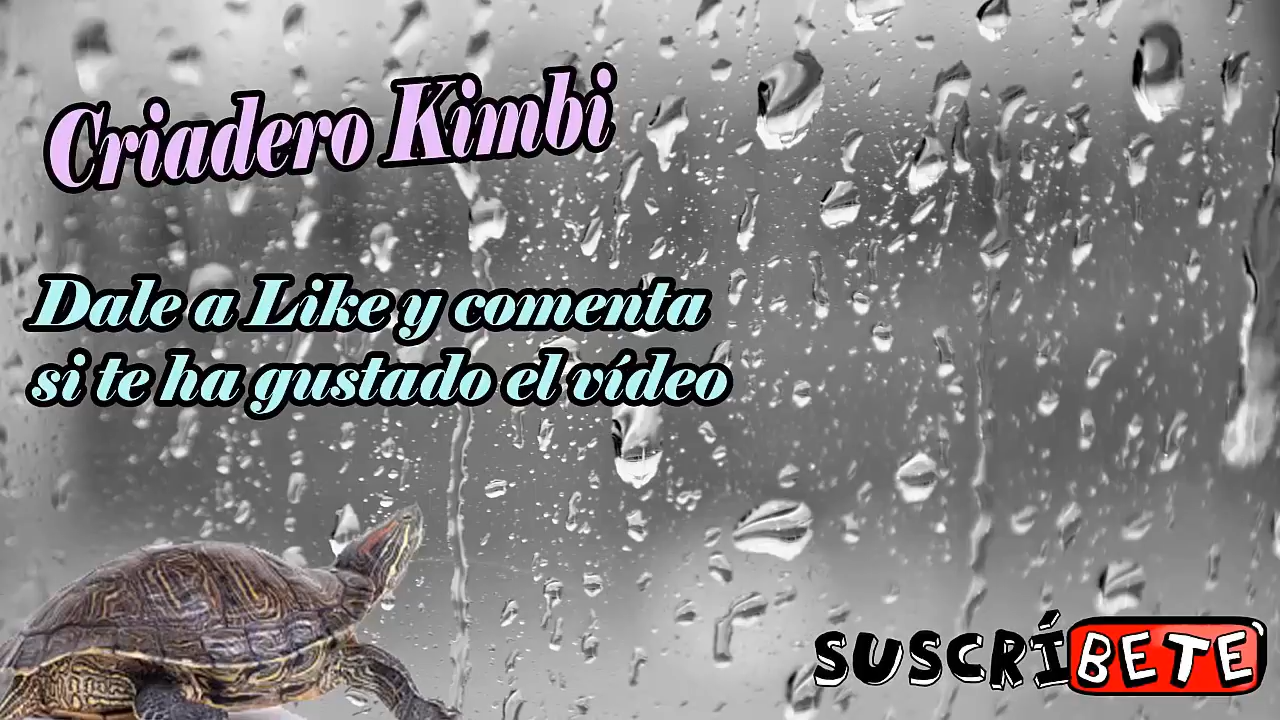 Criadero Kimbi
Dale a Like y comenta
si te ha gustado el vídeo
SUSCRÍBETE